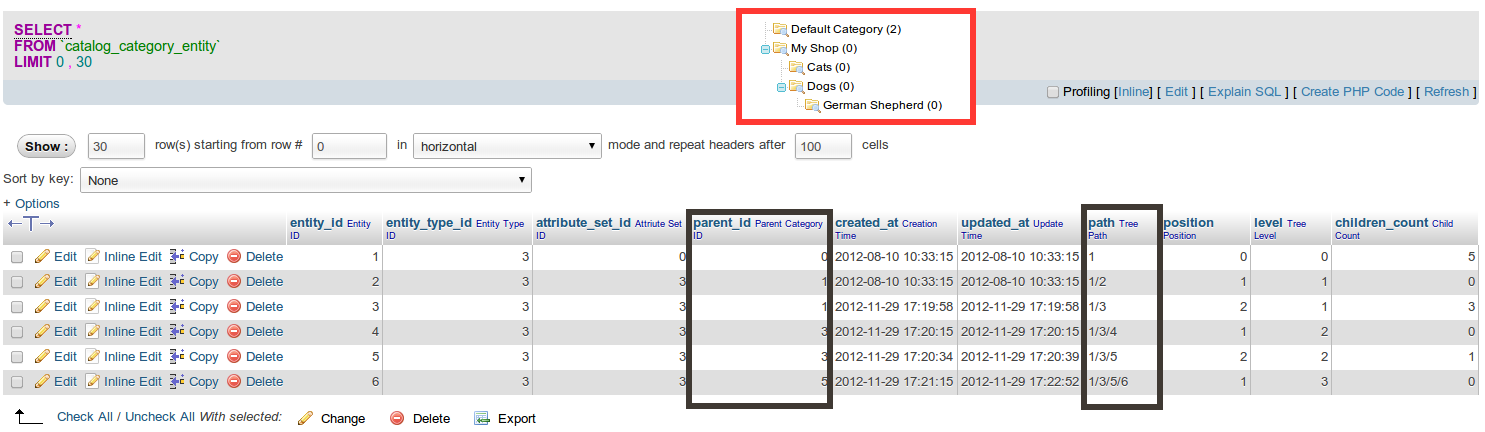 SELECT *
FROM `catalog_category_entity`
LIMIT 0 , 30
Default Category (2)
My Shop (0)
Cats (0)
Dogs (0)
German Shepherd (0)
Profiling [Inline] [ Edit ] [ Explain SQL ] [ Create PHP Code ] [ Refresh ]
Show : 30 row(s) starting from row # 0 in horizontal mode and repeat headers after 100 cells
Sort by key: None
+ Options
entity_id Entity ID entity_type_id Entity Type ID attribute_set_id Attriute Set ID parent_id Parent Category ID created_at Creation Time updated_at Update Time path Tree Path position Position level Tree Level children_count Child Count
Edit Inline Edit Copy Delete 1 3 0 0 2012-08-10 10:33:15 2012-08-10 10:33:15 1 0 0 5
Edit Inline Edit Copy Delete 2 3 3 1 2012-08-10 10:33:15 2012-08-10 10:33:15 1/2 1 1 0
Edit Inline Edit Copy Delete 3 3 3 1 2012-11-29 17:19:58 2012-11-29 17:19:58 1/3 2 1 3
Edit Inline Edit Copy Delete 4 3 3 3 2012-11-29 17:20:15 2012-11-29 17:20:15 1/3/4 1 2 0
Edit Inline Edit Copy Delete 5 3 3 3 2012-11-29 17:20:34 2012-11-29 17:20:39 1/3/5 2 2 1
Edit Inline Edit Copy Delete 6 3 3 5 2012-11-29 17:21:15 2012-11-29 17:22:52 1/3/5/6 1 3 0
Check All / Uncheck All With selected: Change Delete Export